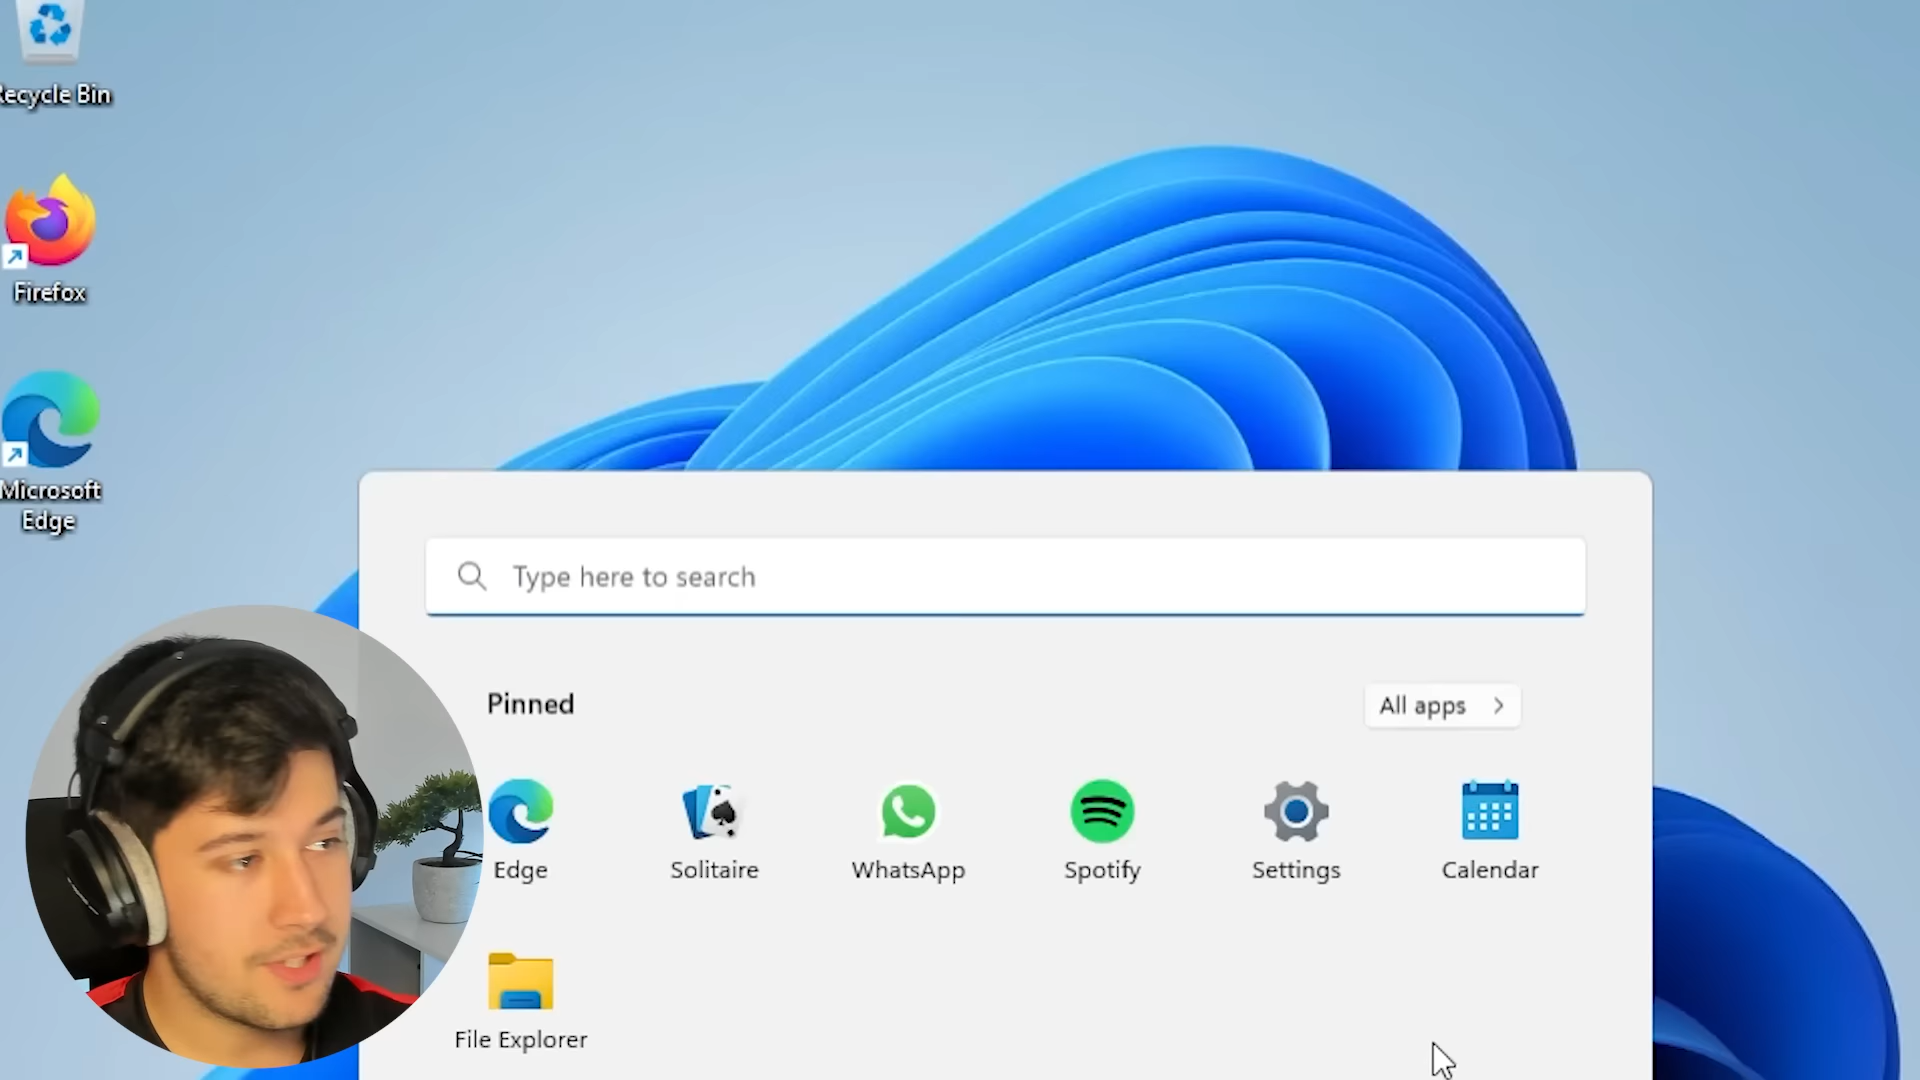 Recycle Bin
Firefox
Microsoft
Edge
Type here to search
Pinned
All apps
Edge
Solitaire
WhatsApp
Spotify
Settings
Calendar
File Explorer